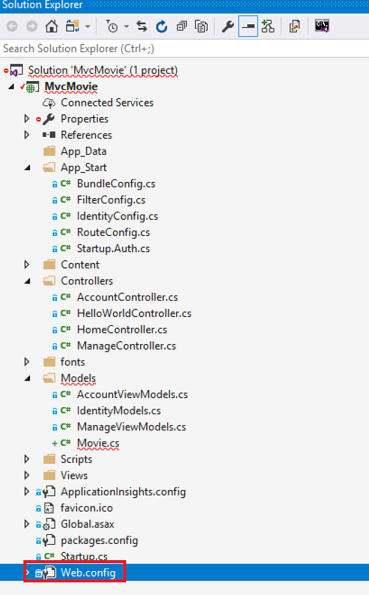 Solution Explorer
Search Solution Explorer (Ctrl+;)
Solution 'MvcMovie' (1 project)
MvcMovie
Connected Services
Properties
References
App_Data
App_Start
C# BundleConfig.cs
C# FilterConfig.cs
C# IdentityConfig.cs
C# RouteConfig.cs
C# Startup.Auth.cs
Content
Controllers
C# AccountController.cs
C# HelloWorldController.cs
C# HomeController.cs
C# ManageController.cs
fonts
Models
C# AccountViewModels.cs
C# IdentityModels.cs
C# ManageViewModels.cs
+ C# Movie.cs
Scripts
Views
ApplicationInsights.config
favicon.ico
Global.asax
packages.config
C# Startup.cs
Web.config